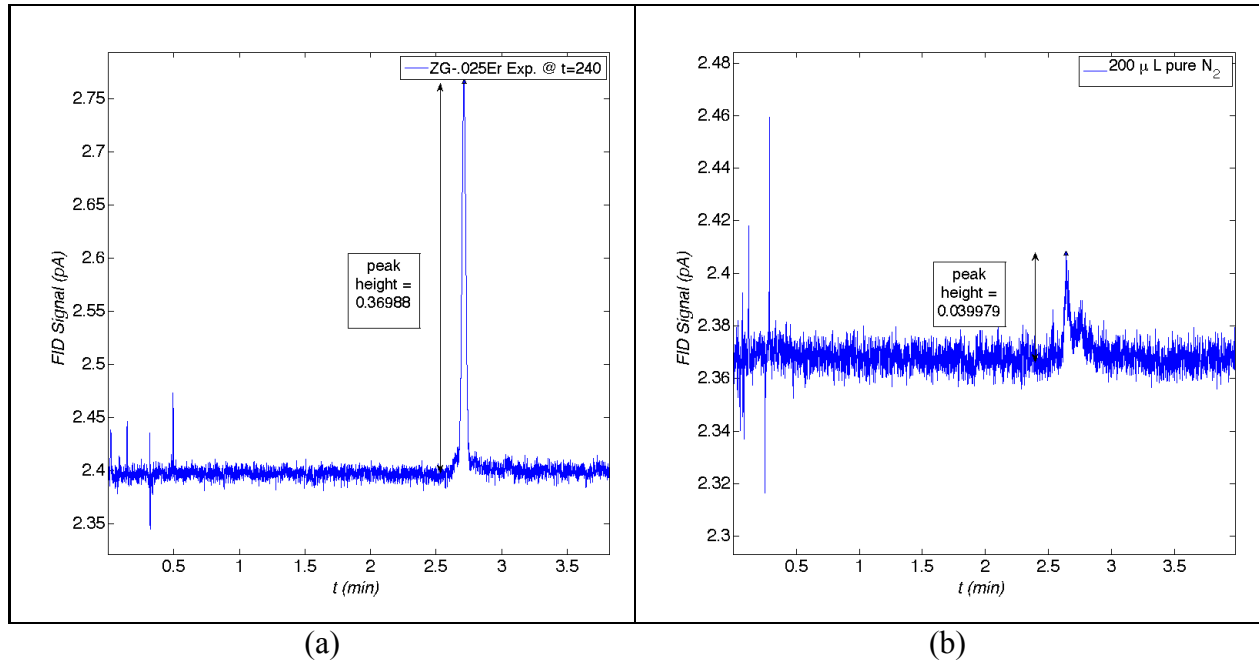 ZG-.025Er Exp. @ t=240
2.75
2.7
2.65
2.6
2.55
2.5
2.45
2.4
2.35
FID Signal (pA)
peak
height =
0.36988
0.5
1
1.5
2
2.5
3
3.5
t (min)
(a)
200 μ L pure N2
2.48
2.46
2.44
2.42
2.4
2.38
2.36
2.34
2.32
2.3
FID Signal (pA)
peak
height =
0.039979
0.5
1
1.5
2
2.5
3
3.5
t (min)
(b)